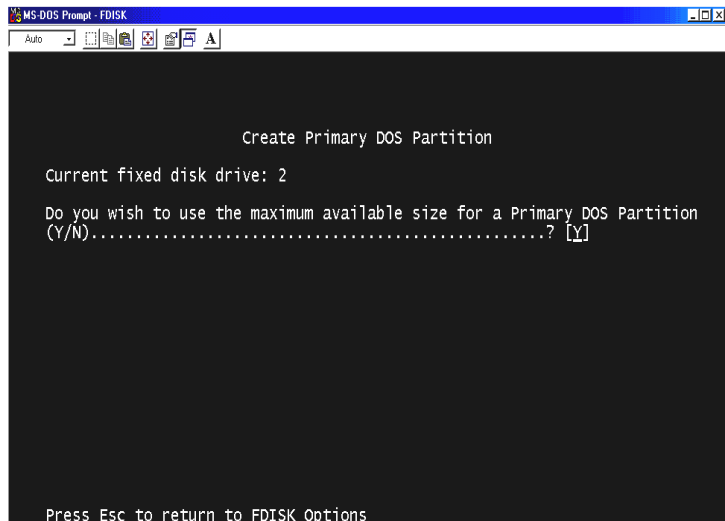 MS-DOS Prompt - FDISK
Auto
A
Create Primary DOS Partition
Current fixed disk drive: 2
Do you wish to use the maximum available size for a Primary DOS Partition
(Y/N)...................................................? [Y]
Press Esc to return to FDISK Options